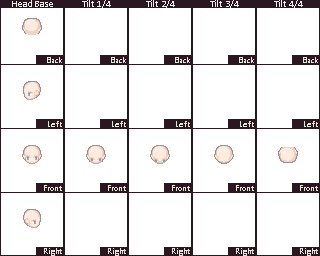 Head Base Tilt 1/4 Tilt 2/4 Tilt 3/4 Tilt 4/4
Back Back Back Back Back
Left Left Left Left Left
Front Front Front Front Front
Right Right Right Right Right